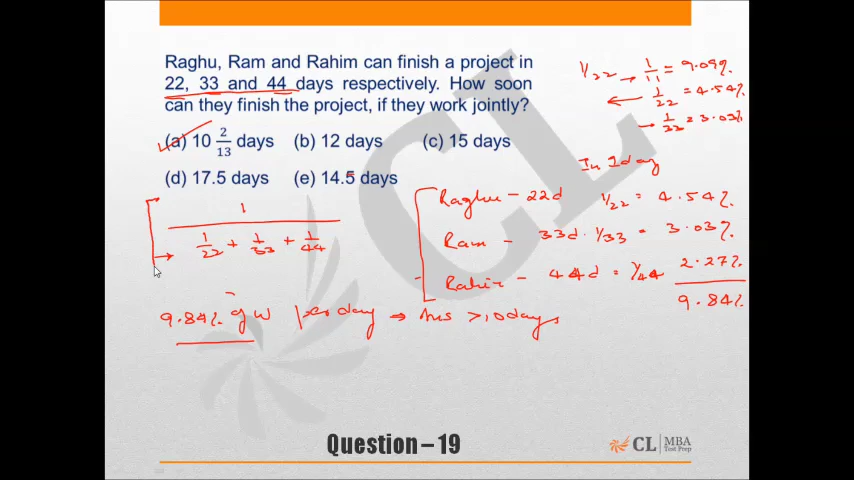 Raghu, Ram and Rahim can finish a project in
22, 33 and 44 days respectively. How soon
can they finish the project, if they work jointly?
(a) 10 2/13 days (b) 12 days (c) 15 days
(d) 17.5 days (e) 14.5 days
1/22 → 1/11 = 9.09%
← 1/22 = 4.54%
→ 1/33 = 3.03%
In 1 day
Raghu – 22d 1/22 = 4.54%
Ram – 33d . 1/33 = 3.03%
Rahim – 44d = 1/44 2.27%
9.84%
1
1/22 + 1/33 + 1/44
9.84% of W per day → Ans > 10 days
Question – 19
CL MBA
Test Prep
CL